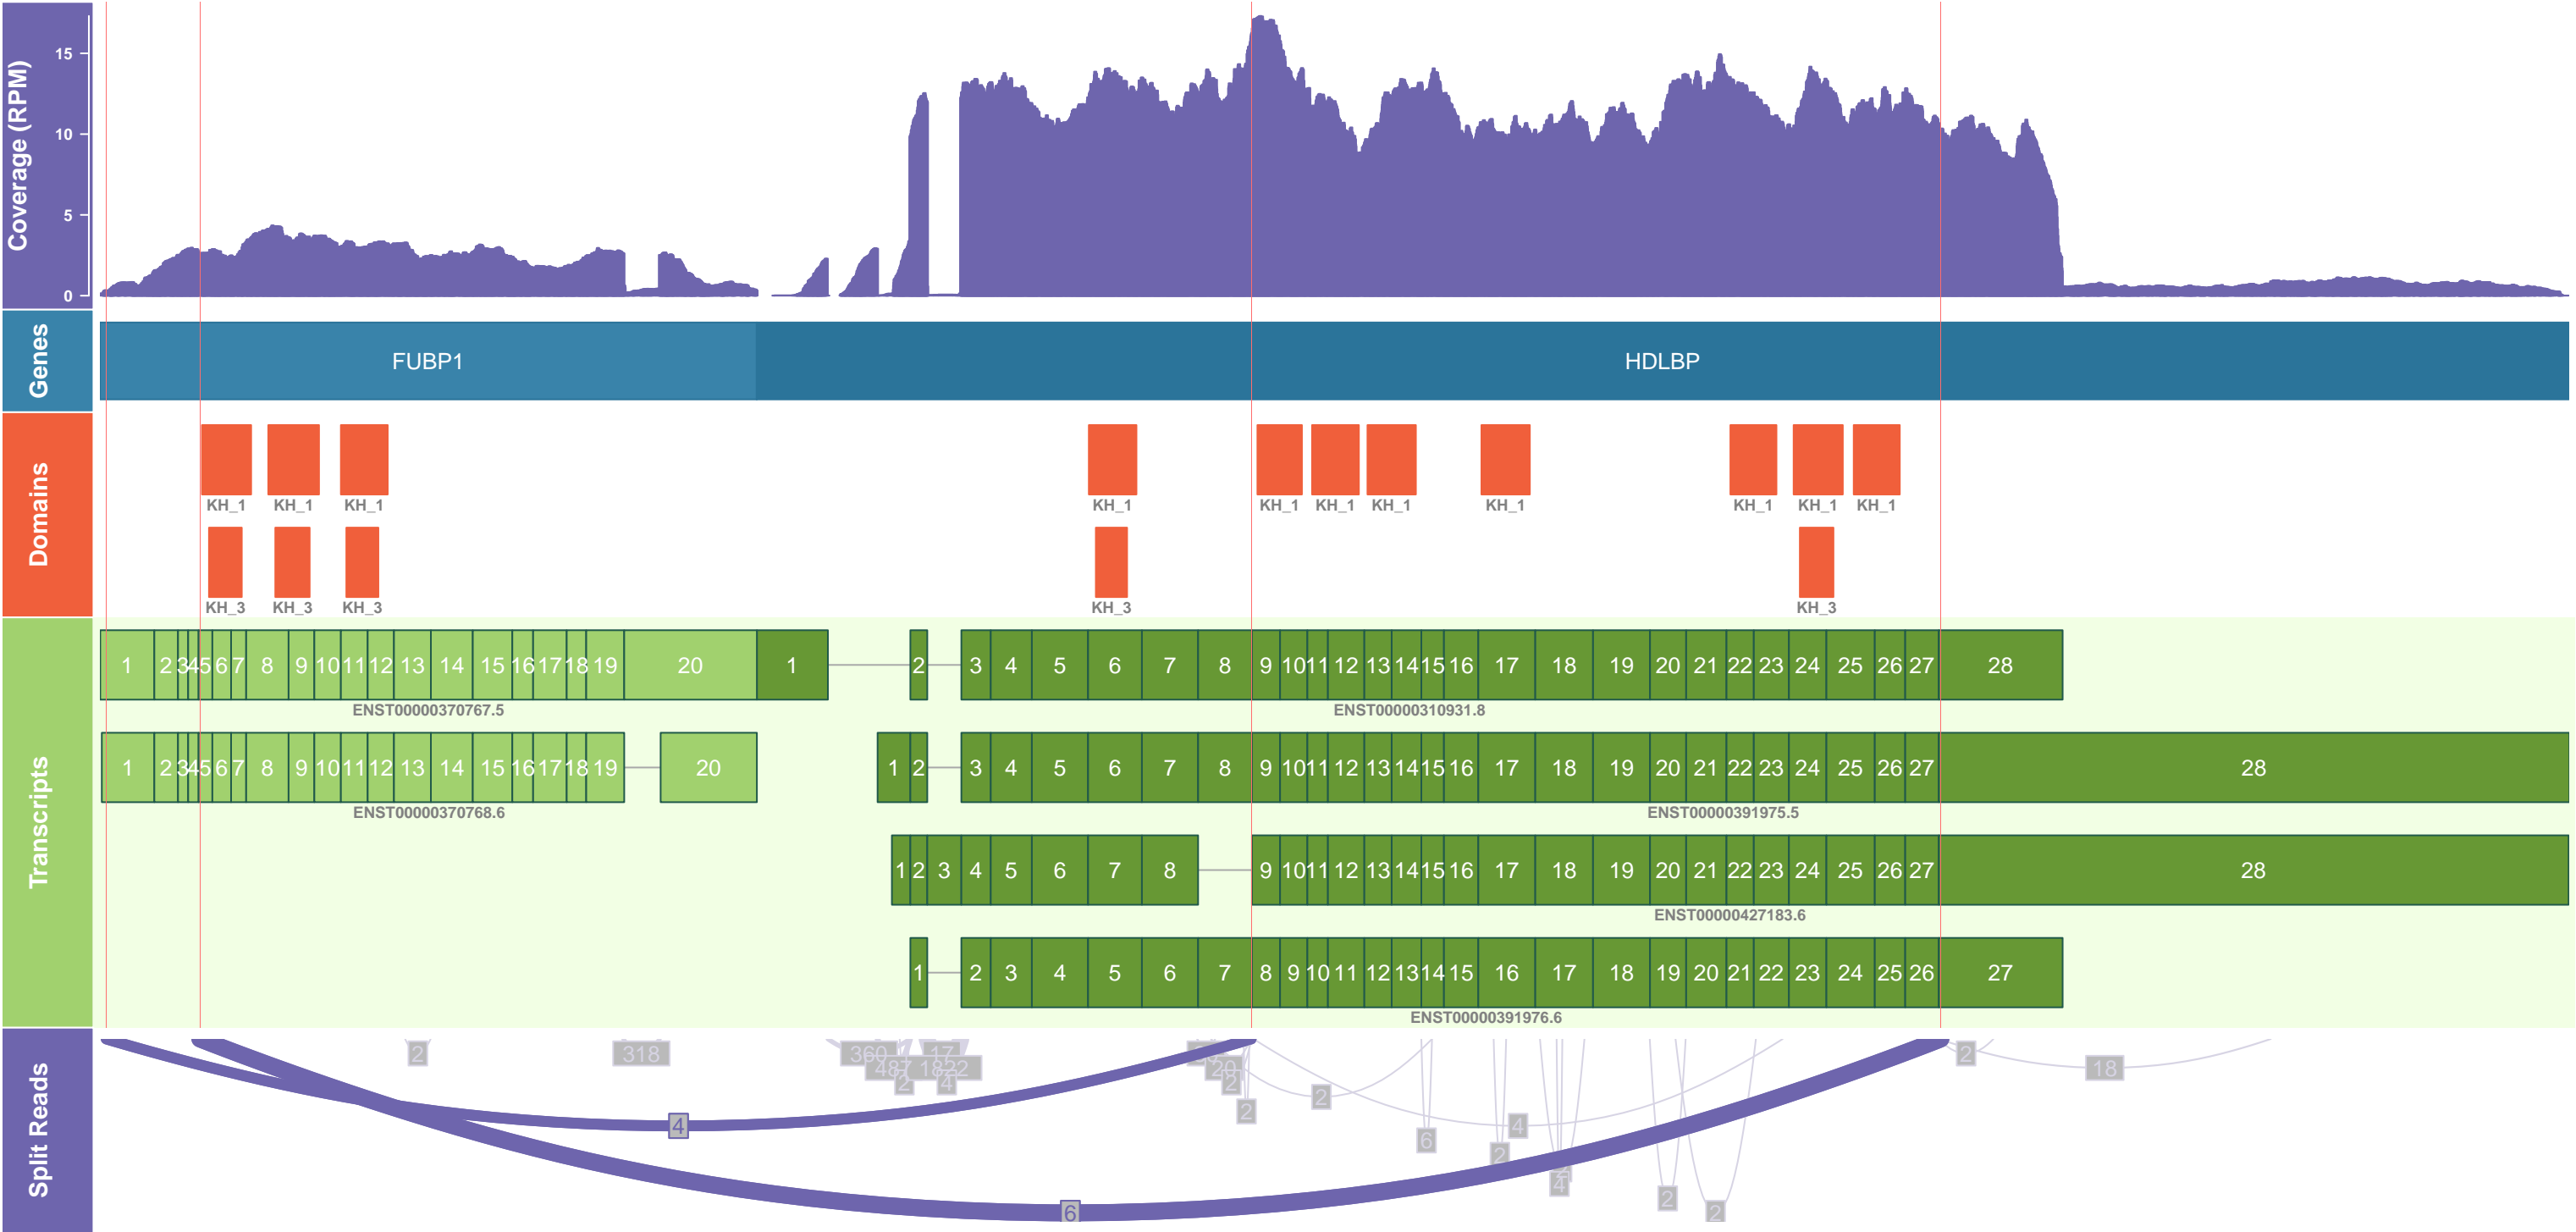 Coverage (RPM)
15
10
5
0
Genes
FUBP1
HDLBP
Domains
KH_1 KH_1 KH_1 KH_1 KH_1 KH_1 KH_1 KH_1 KH_1 KH_1 KH_1
KH_3 KH_3 KH_3 KH_3 KH_3
Transcripts
1 2 3 4 5 6 7 8 9 10 11 12 13 14 15 16 17 18 19 20 1 2 3 4 5 6 7 8 9 10 11 12 13 14 15 16 17 18 19 20 21 22 23 24 25 26 27 28
ENST00000370767.5 ENST00000310931.8
1 2 3 4 5 6 7 8 9 10 11 12 13 14 15 16 17 18 19 20 1 2 3 4 5 6 7 8 9 10 11 12 13 14 15 16 17 18 19 20 21 22 23 24 25 26 27 28
ENST00000370768.6 ENST00000391975.5
1 2 3 4 5 6 7 8 9 10 11 12 13 14 15 16 17 18 19 20 21 22 23 24 25 26 27 28
ENST00000427183.6
1 2 3 4 5 6 7 8 9 10 11 12 13 14 15 16 17 18 19 20 21 22 23 24 25 26 27
ENST00000391976.6
Split Reads
2 318 360 17 2
487 1822 20 18
2 4 2
2
2
4 4
6
2
4
2
6 2